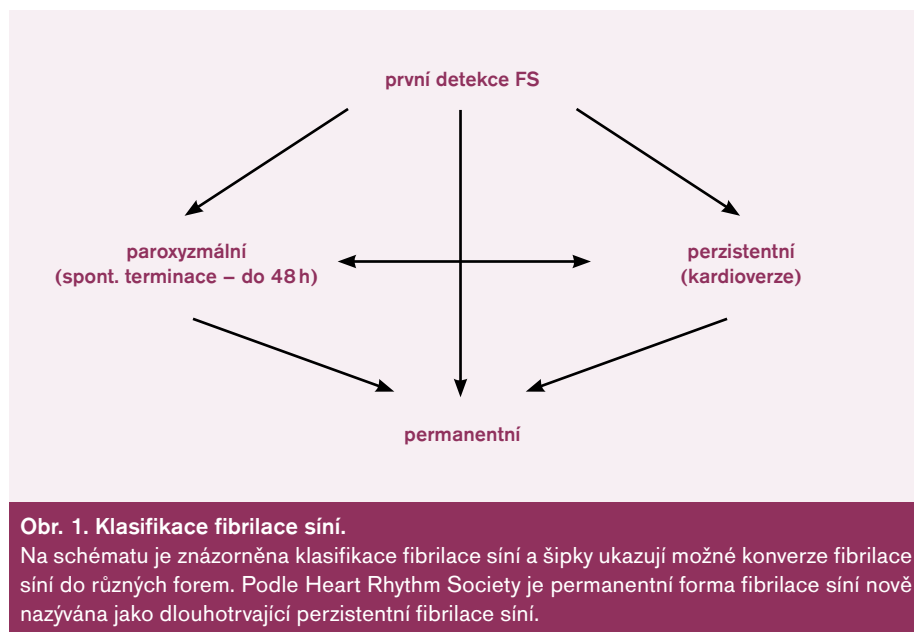 první detekce FS
paroxyzmální
(spont. terminace – do 48 h)
perzistentní
(kardioverze)
permanentní
Obr. 1. Klasifikace fibrilace síní.
Na schématu je znázorněna klasifikace fibrilace síní a šipky ukazují možné konverze fibrilace
síní do různých forem. Podle Heart Rhythm Society je permanentní forma fibrilace síní nově
nazývána jako dlouhotrvající perzistentní fibrilace síní.